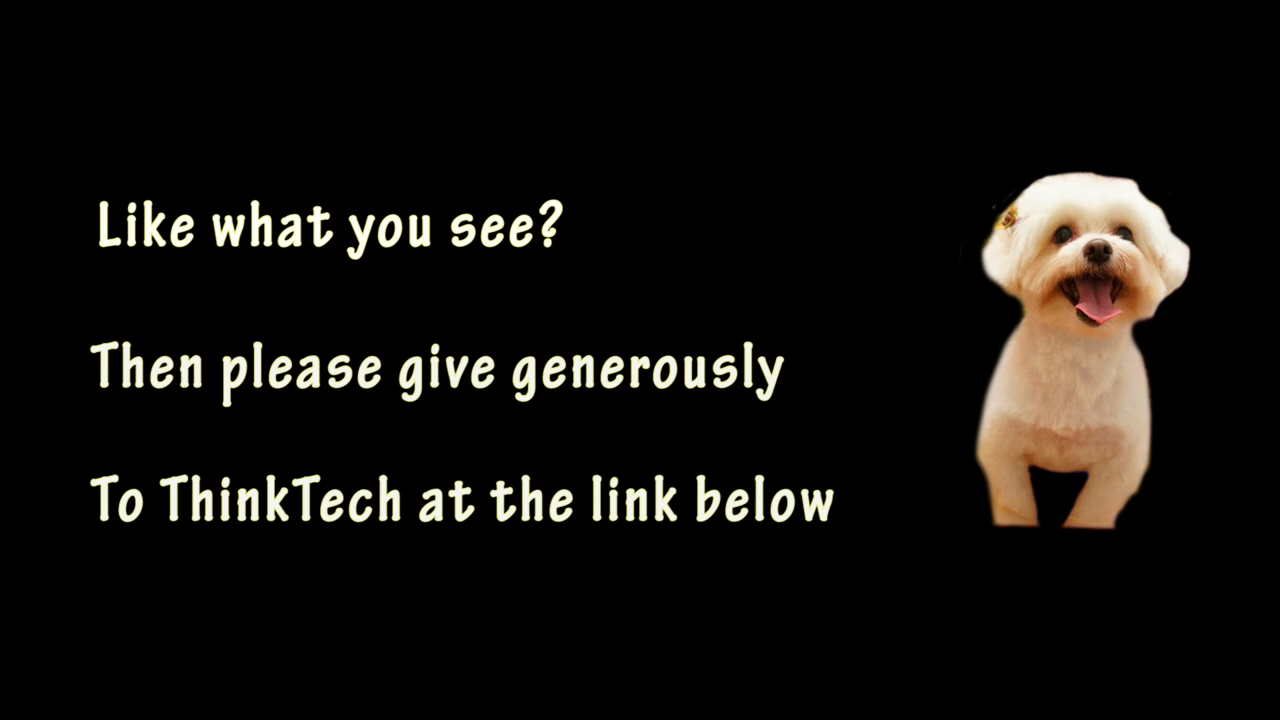 Like what you see?
Then please give generously
To ThinkTech at the link below